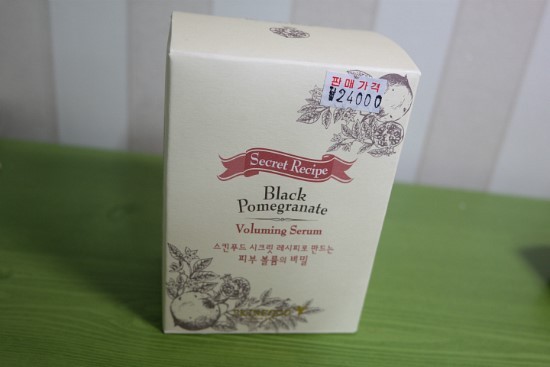 판매가격
₩24000
Secret Recipe
Black
Pomegranate
Voluming Serum
스킨푸드 시크릿 레시피로 만드는
피부 볼륨의 비밀